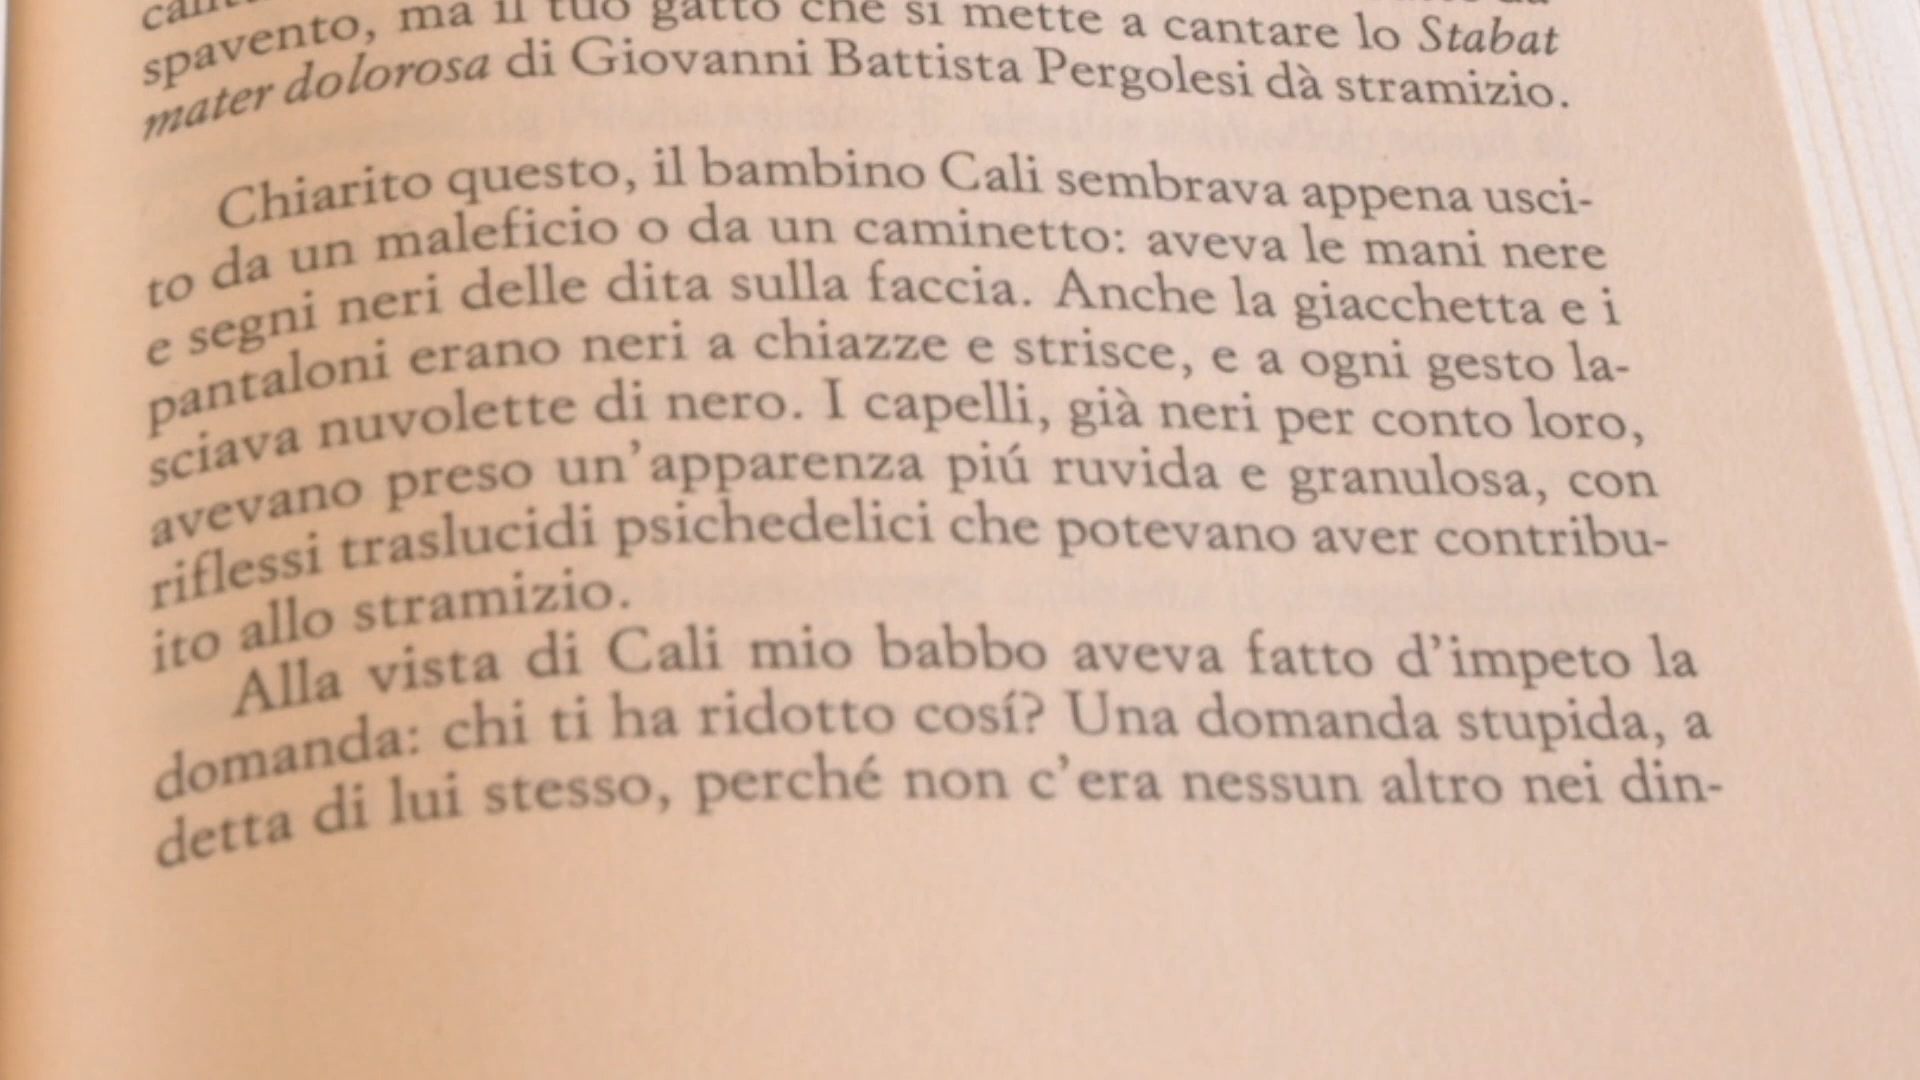 spavento, ma il tuo gatto che si mette a cantare lo Stabat
mater dolorosa di Giovanni Battista Pergolesi dà stramizio.
Chiarito questo, il bambino Cali sembrava appena usci-
to da un maleficio o da un caminetto: aveva le mani nere
e segni neri delle dita sulla faccia. Anche la giacchetta e i
pantaloni erano neri a chiazze e strisce, e a ogni gesto la-
sciava nuvolette di nero. I capelli, già neri per conto loro,
avevano preso un'apparenza piú ruvida e granulosa, con
riflessi traslucidi psichedelici che potevano aver contribu-
ito allo stramizio.
Alla vista di Cali mio babbo aveva fatto d'impeto la
domanda: chi ti ha ridotto cosí? Una domanda stupida, a
detta di lui stesso, perché non c'era nessun altro nei din-